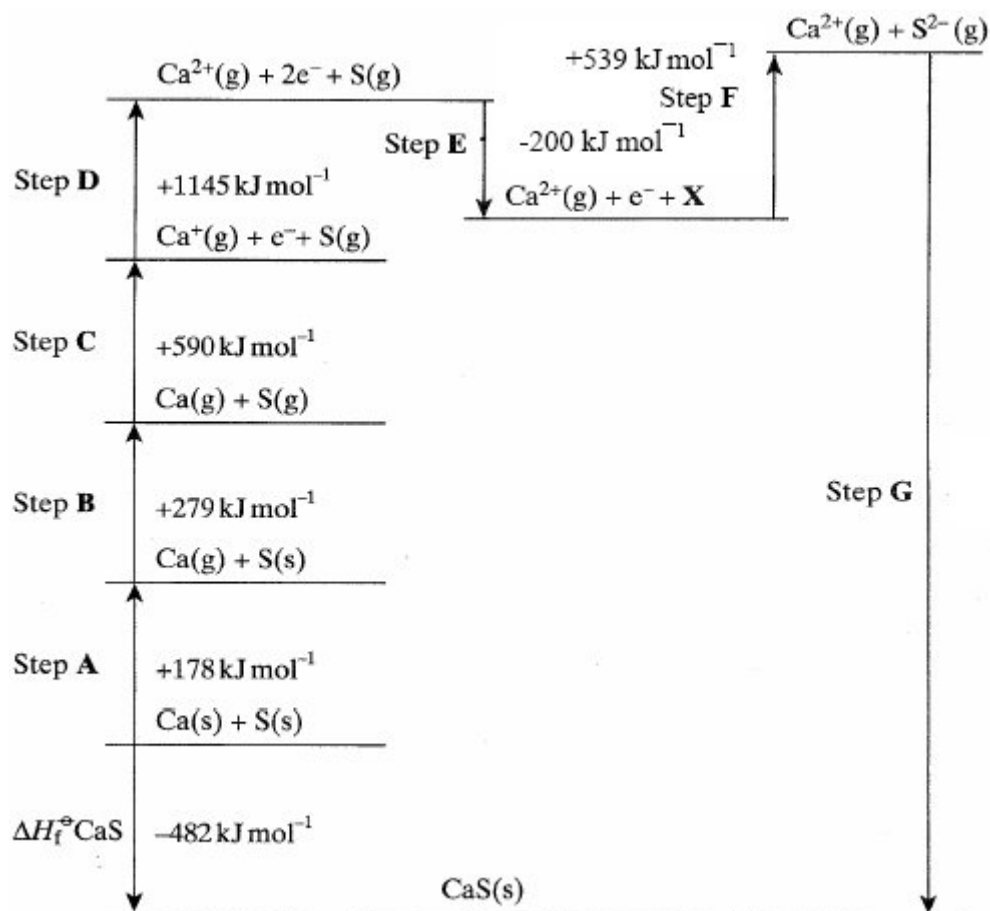 Ca²⁺(g) + S²⁻(g)
+539 kJ mol⁻¹
Step F
Ca²⁺(g) + 2e⁻ + S(g)
Step E
-200 kJ mol⁻¹
Ca²⁺(g) + e⁻ + X
Step D
+1145 kJ mol⁻¹
Ca⁺(g) + e⁻ + S(g)
Step C
+590 kJ mol⁻¹
Ca(g) + S(g)
Step B
+279 kJ mol⁻¹
Ca(g) + S(s)
Step G
Step A
+178 kJ mol⁻¹
Ca(s) + S(s)
ΔHf⦵CaS
–482 kJ mol⁻¹
CaS(s)